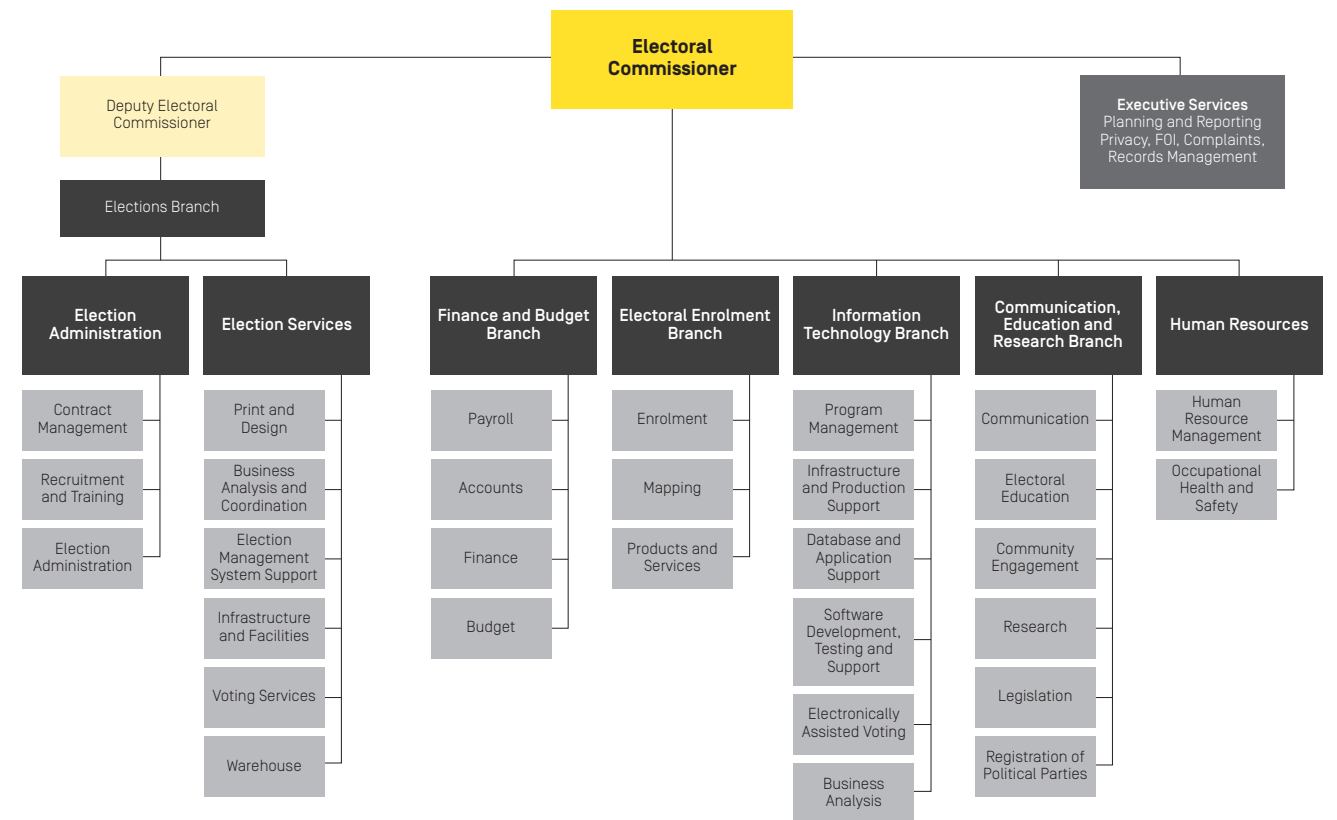 Electoral
Commissioner
Deputy Electoral
Commissioner
Executive Services
Planning and Reporting
Privacy, FOI, Complaints,
Records Management
Elections Branch
Election
Administration
Election Services
Finance and Budget
Branch
Electoral Enrolment
Branch
Information
Technology Branch
Communication,
Education and
Research Branch
Human Resources
Contract
Management
Recruitment
and Training
Election
Administration
Print and
Design
Business
Analysis and
Coordination
Election
Management
System Support
Infrastructure
and Facilities
Voting Services
Warehouse
Payroll
Accounts
Finance
Budget
Enrolment
Mapping
Products and
Services
Program
Management
Infrastructure
and Production
Support
Database and
Application
Support
Software
Development,
Testing and
Support
Electronically
Assisted Voting
Business
Analysis
Communication
Electoral
Education
Community
Engagement
Research
Legislation
Registration of
Political Parties
Human
Resource
Management
Occupational
Health and
Safety